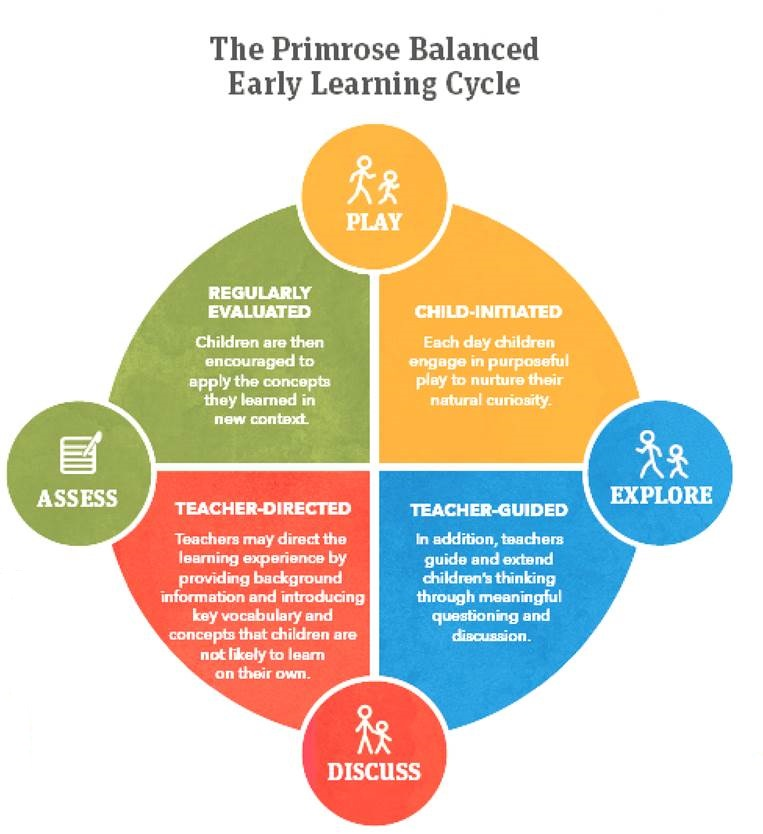 The Primrose Balanced
Early Learning Cycle
PLAY
REGULARLY
EVALUATED
Children are then
encouraged to
apply the concepts
they learned in
new context.
CHILD-INITIATED
Each day children
engage in purposeful
play to nurture their
natural curiosity.
ASSESS
EXPLORE
TEACHER-DIRECTED
Teachers may direct the
learning experience by
providing background
information and introducing
key vocabulary and
concepts that children are
not likely to learn
on their own.
TEACHER-GUIDED
In addition, teachers
guide and extend
children's thinking
through meaningful
questioning and
discussion.
DISCUSS